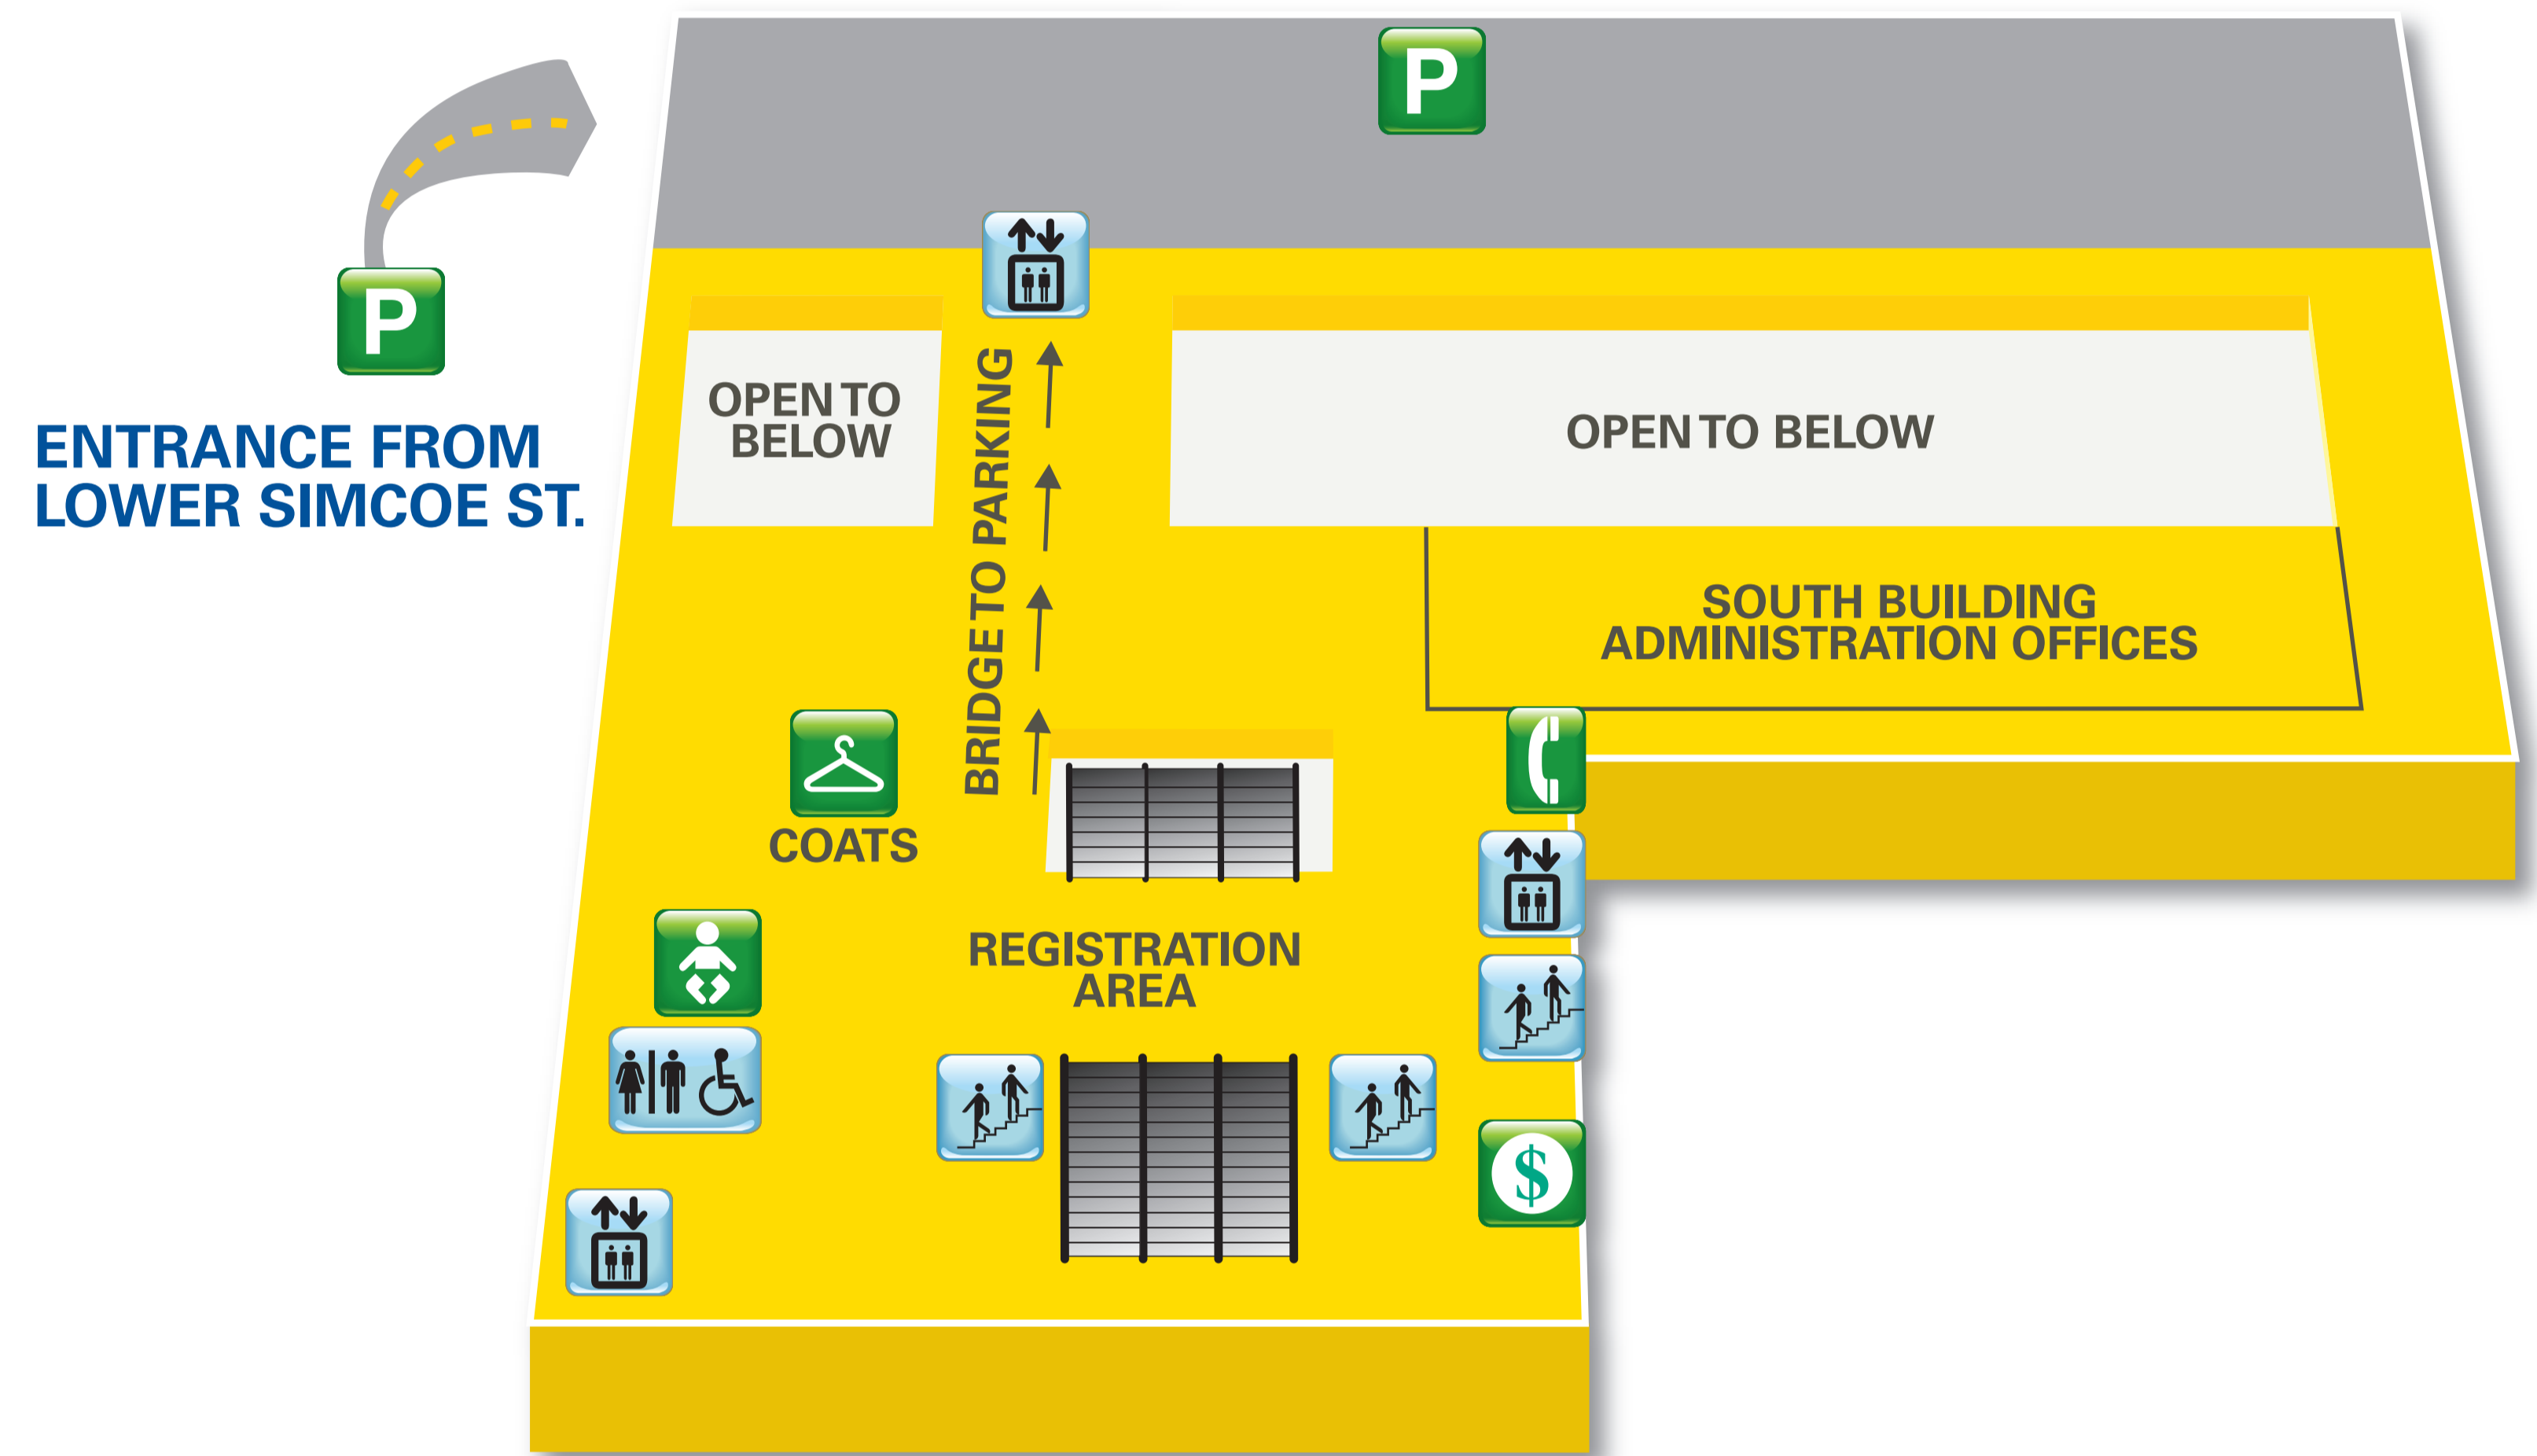 P
P
ENTRANCE FROM
LOWER SIMCOE ST.
OPEN TO
BELOW
BRIDGE TO PARKING
OPEN TO BELOW
SOUTH BUILDING
ADMINISTRATION OFFICES
COATS
REGISTRATION
AREA
$